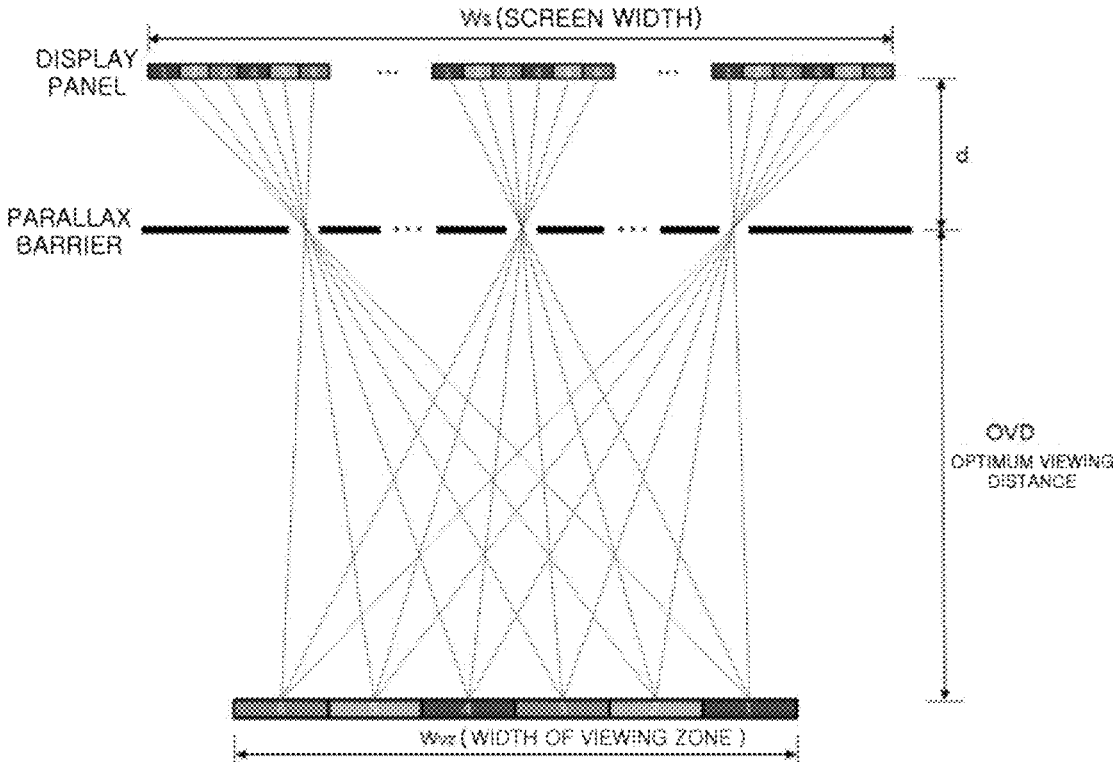 Ws (SCREEN WIDTH)
DISPLAY
PANEL
...
...
d
PARALLAX
BARRIER
...
...
OVD
OPTIMUM VIEWING
DISTANCE
Wvz (WIDTH OF VIEWING ZONE )